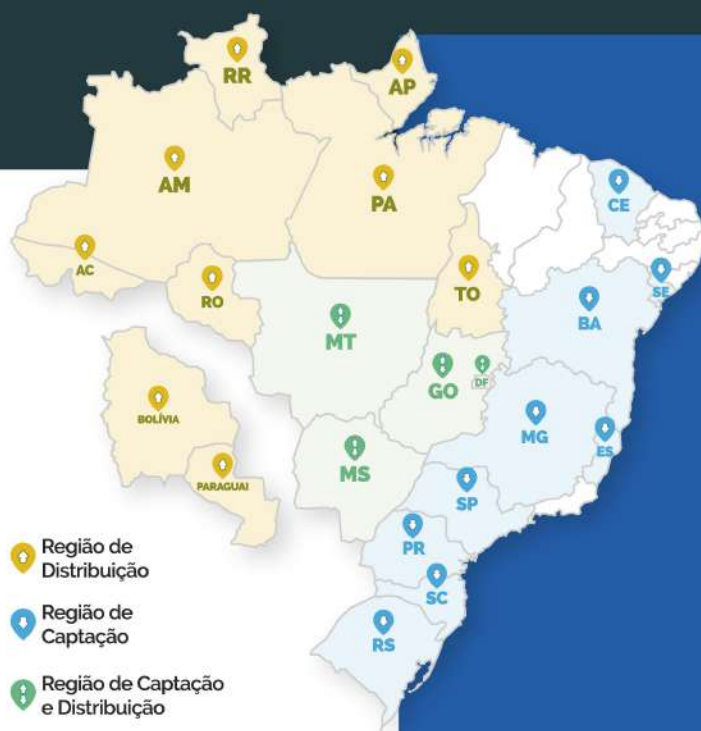 RR
AP
AM
PA
CE
AC
RO
TO
SE
BA
MT
GO
DF
BOLÍVIA
MG
ES
MS
PARAGUAI
SP
PR
SC
RS
Região de
Distribuição
Região de
Captação
Região de Captação
e Distribuição